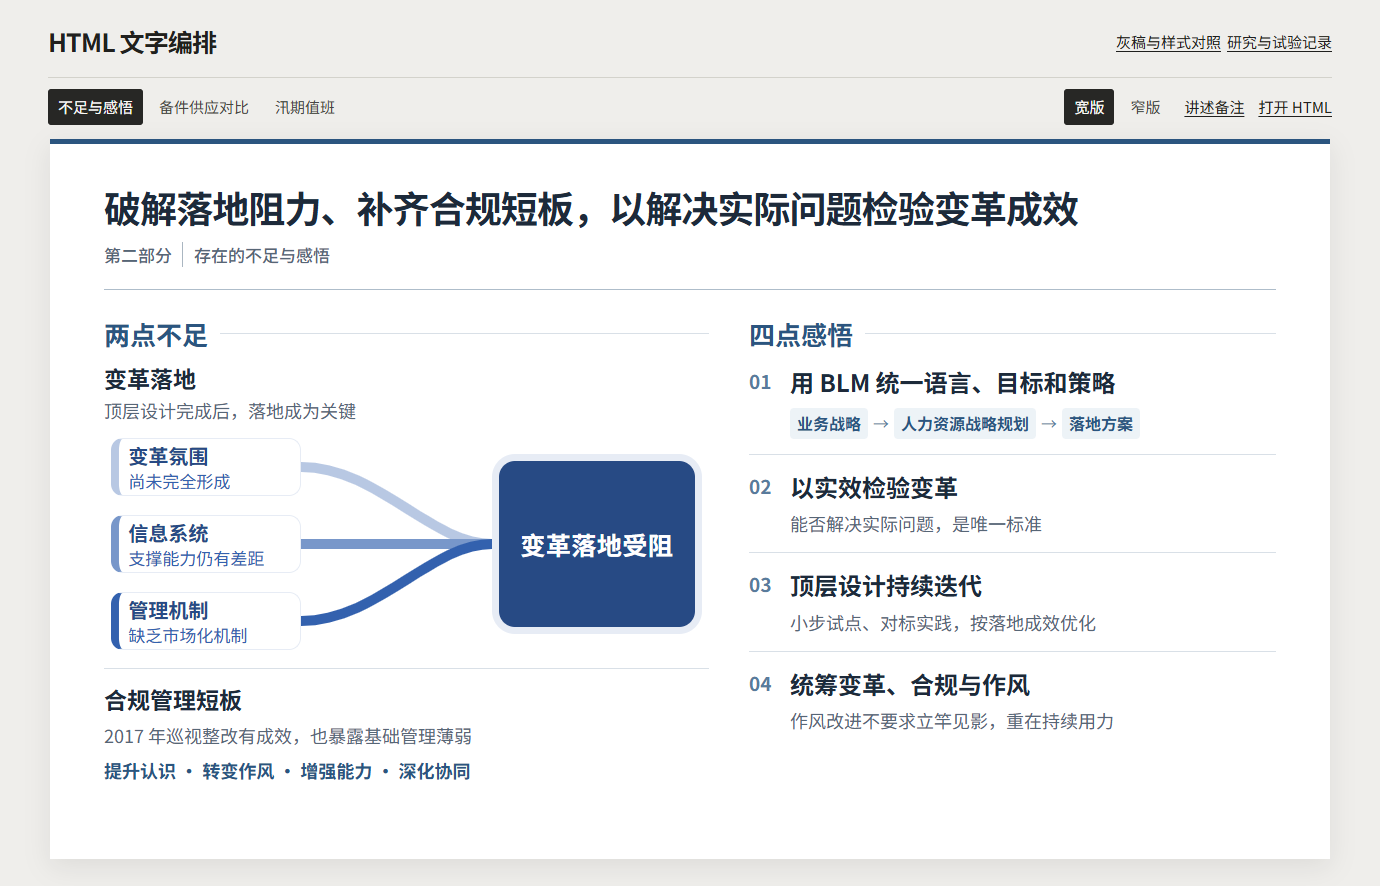 HTML 文字编排
灰稿与样式对照 研究与试验记录
不足与感悟 备件供应对比 汛期值班
宽版 窄版 讲述备注 打开 HTML
破解落地阻力、补齐合规短板，以解决实际问题检验变革成效
第二部分 存在的不足与感悟
两点不足
变革落地
顶层设计完成后，落地成为关键
变革氛围
尚未完全形成
信息系统
支撑能力仍有差距
管理机制
缺乏市场化机制
变革落地受阻
合规管理短板
2017 年巡视整改有成效，也暴露基础管理薄弱
提升认识 • 转变作风 • 增强能力 • 深化协同
四点感悟
01 用 BLM 统一语言、目标和策略
业务战略 → 人力资源战略规划 → 落地方案
02 以实效检验变革
能否解决实际问题，是唯一标准
03 顶层设计持续迭代
小步试点、对标实践，按落地成效优化
04 统筹变革、合规与作风
作风改进不要求立竿见影，重在持续用力